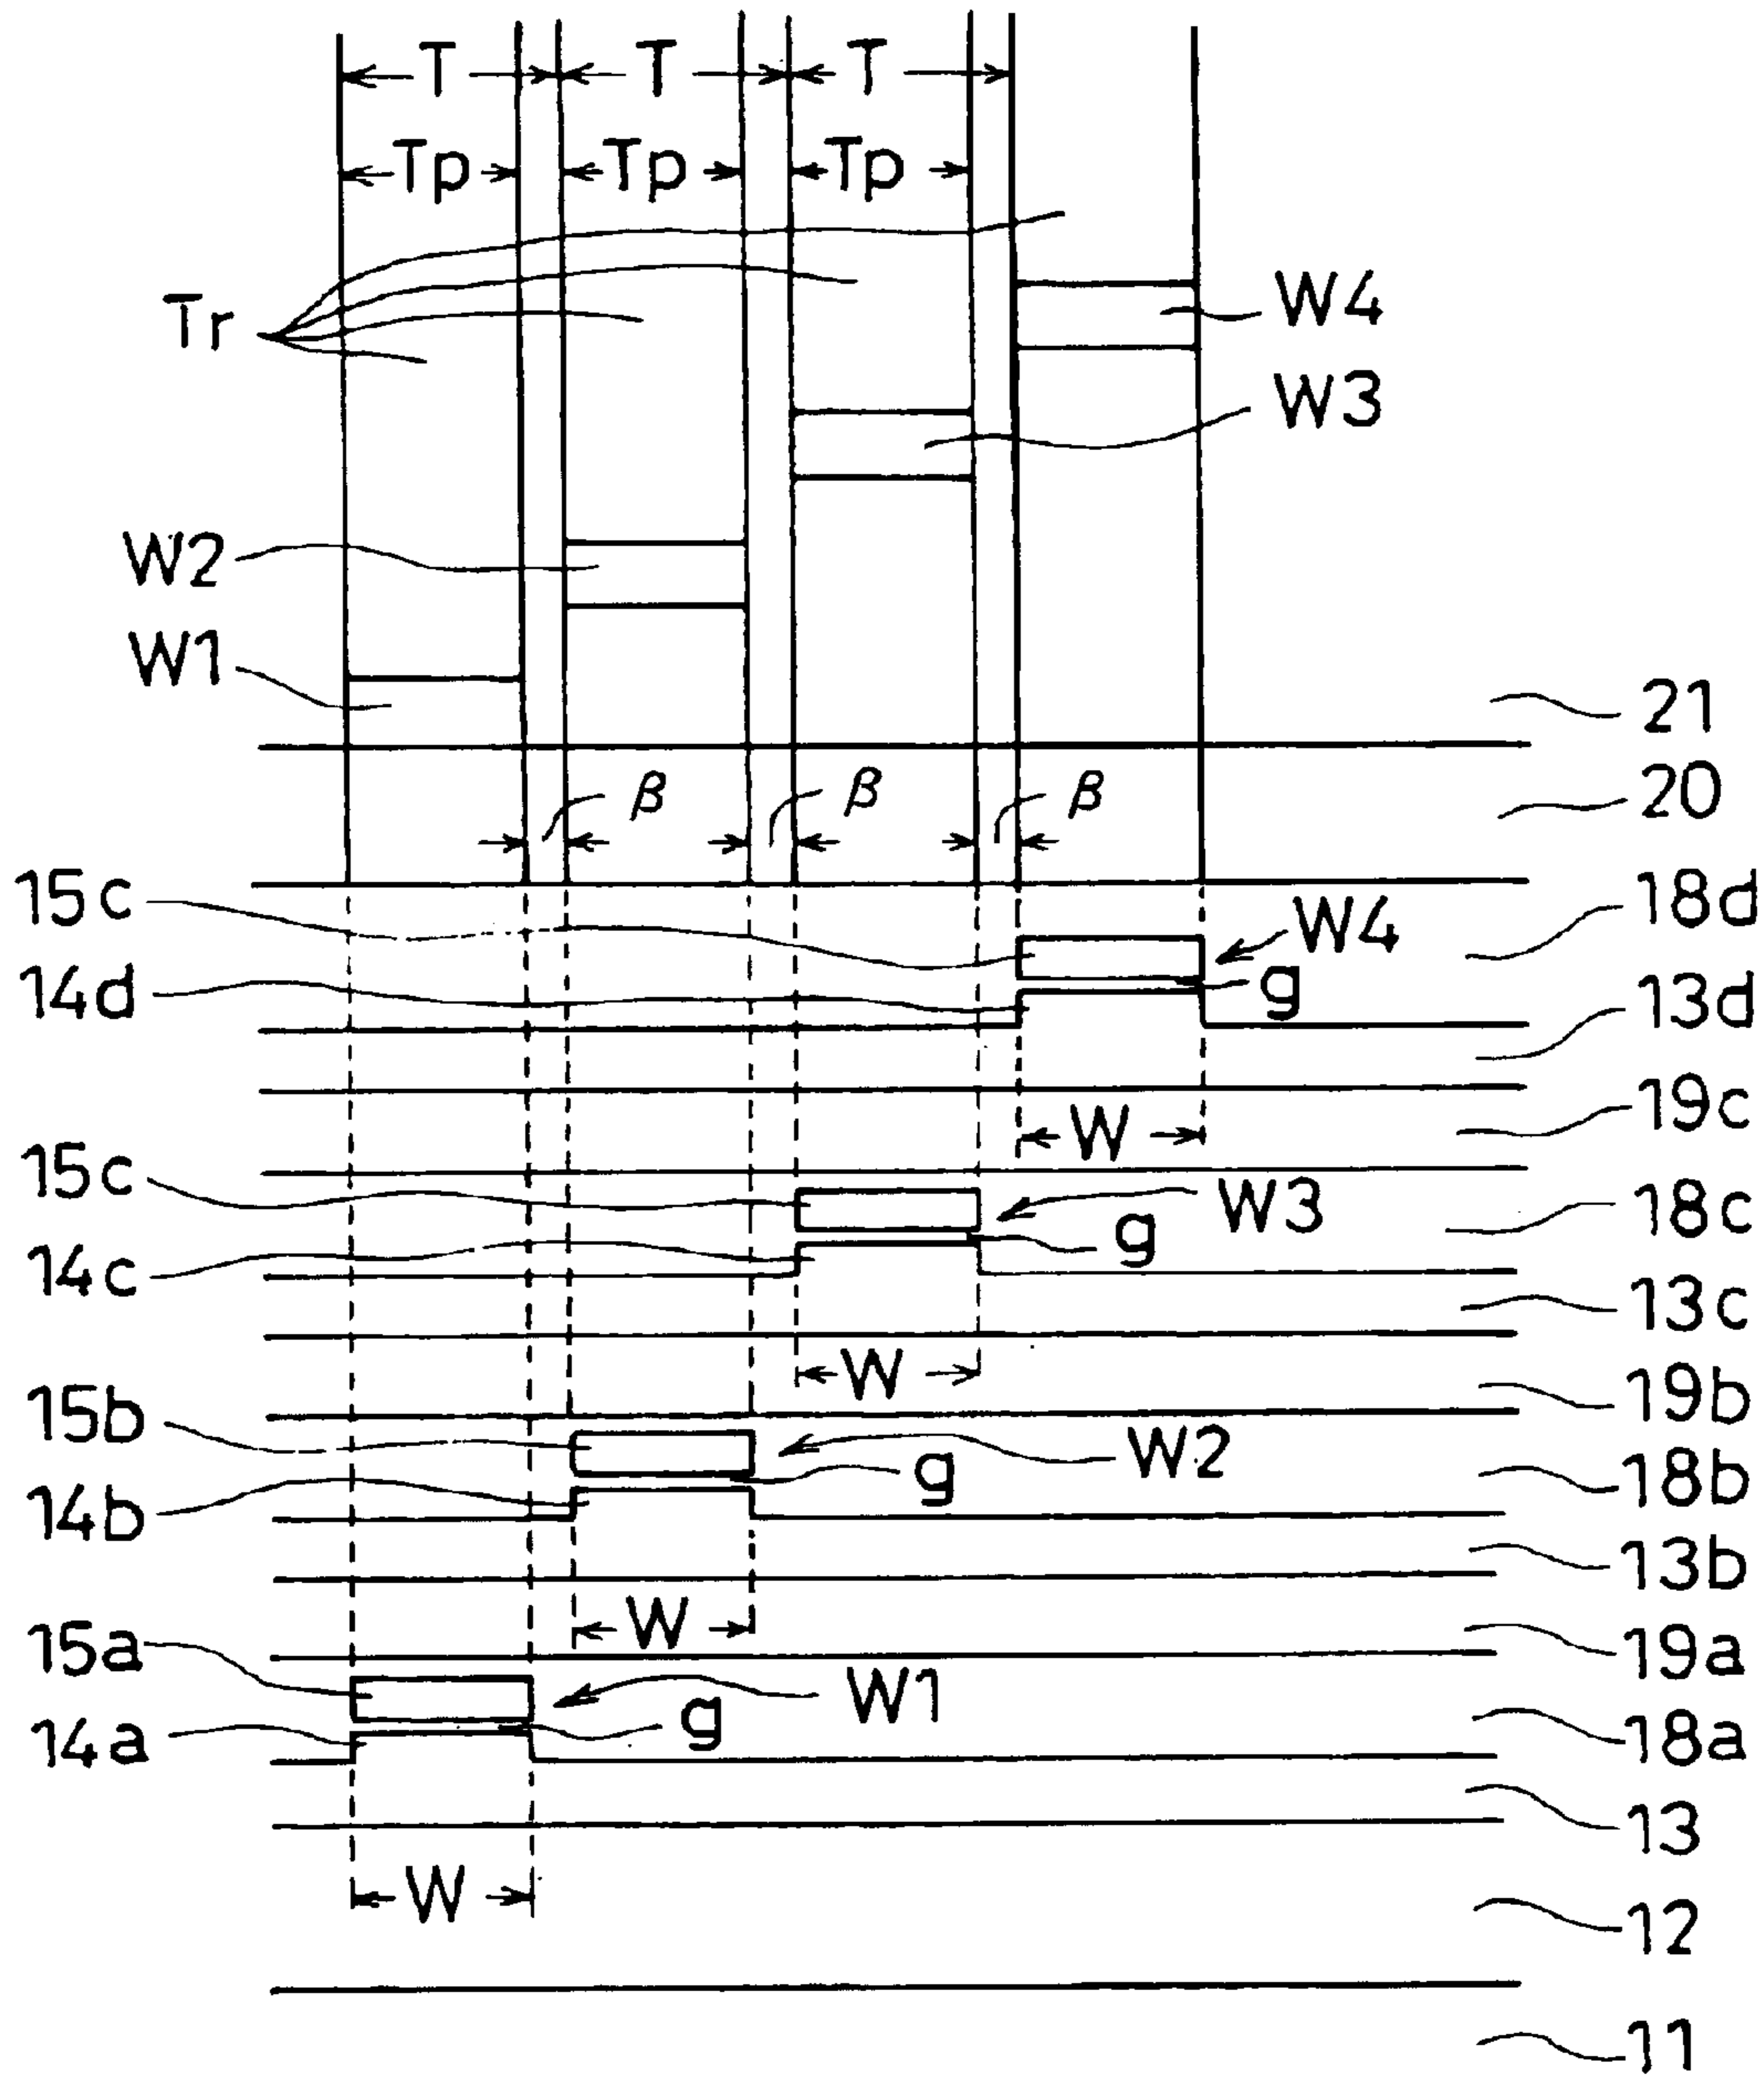 T T T
Tp Tp Tp
Tr W4
W3
W2
W1
21
β β β 20
15c W4 18d
14d g 13d
19c
W
15c W3 18c
14c g 13c
W
15b W2 19b
14b g 18b
13b
W
15a W1 19a
14a g 18a
13
W
12
11